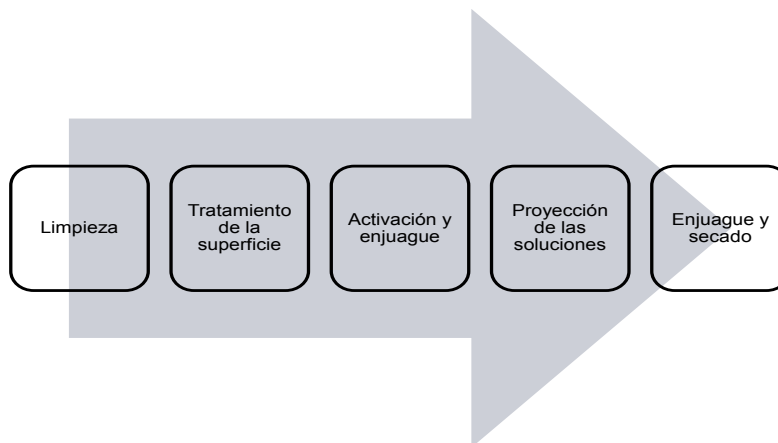 Limpieza
Tratamiento
de la
superficie
Activación y
enjuague
Proyección
de las
soluciones
Enjuague y
secado